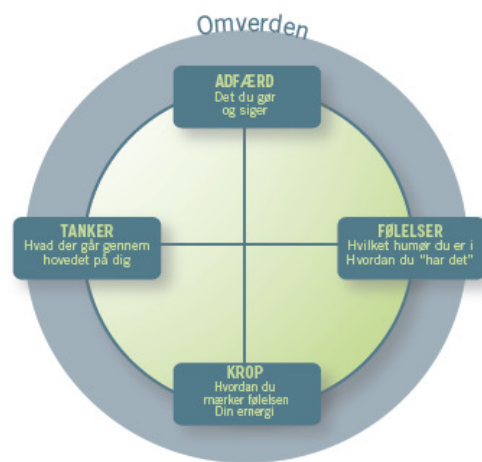 Omverden
ADFÆRD
Det du gør
og siger
TANKER
Hvad der går gennem
hovedet på dig
FØLELSER
Hvilket humør du er i
Hvordan du "har det"
KROP
Hvordan du
mærker følelsen
Din ernergi